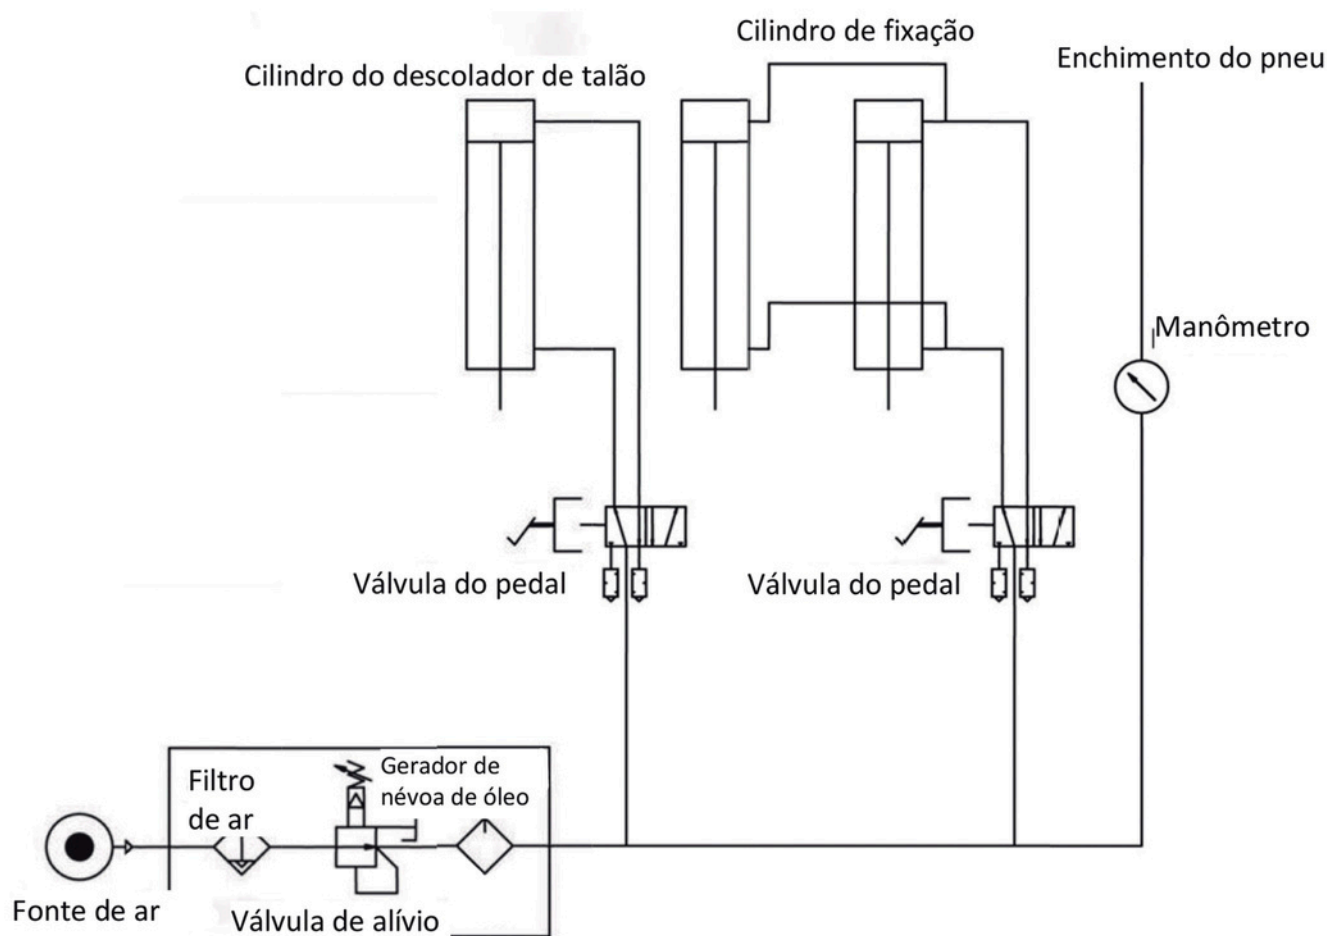 Cilindro de fixação
Enchimento do pneu
Cilindro do descolador de talão
Manômetro
Válvula do pedal
Válvula do pedal
Gerador de
névoa de óleo
Filtro
de ar
Fonte de ar
Válvula de alívio